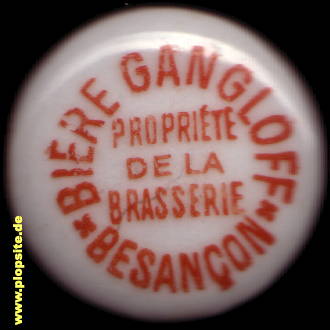 BIÈRE GANGLOFF
PROPRIÉTÉ
DE LA
BRASSERIE
* BESANÇON *
www.plopsite.de